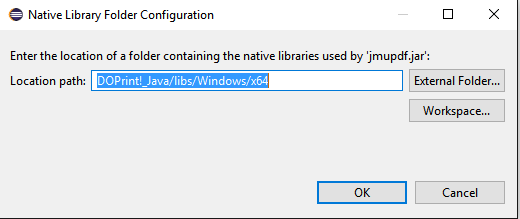 Native Library Folder Configuration
Enter the location of a folder containing the native libraries used by 'jmupdf.jar':
Location path: DOPrint!_Java/libs/Windows/x64 External Folder...
Workspace...
OK Cancel